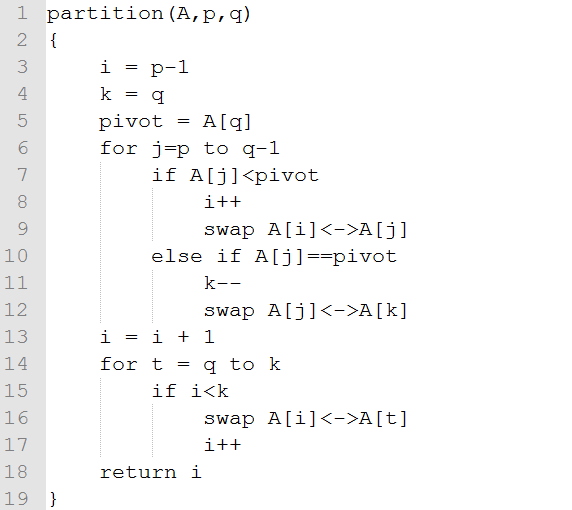 1 partition(A,p,q)
2 {
3     i = p-1
4     k = q
5     pivot = A[q]
6     for j=p to q-1
7         if A[j]<pivot
8             i++
9             swap A[i]<->A[j]
10         else if A[j]==pivot
11             k--
12             swap A[j]<->A[k]
13     i = i + 1
14     for t = q to k
15         if i<k
16             swap A[i]<->A[t]
17             i++
18     return i
19 }